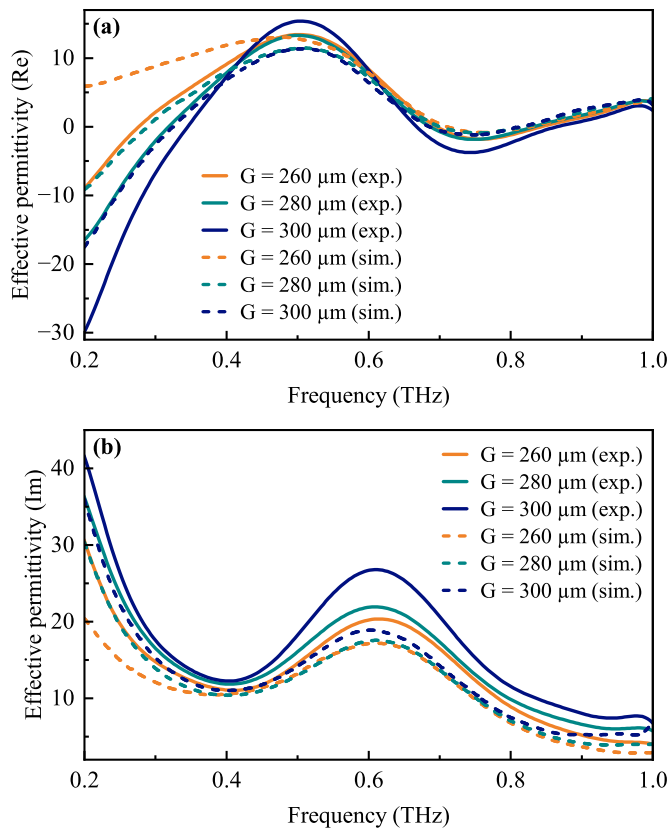 (a)
Effective permittivity (Re)
10
0
−10
−20
−30
G = 260 μm (exp.)
G = 280 μm (exp.)
G = 300 μm (exp.)
G = 260 μm (sim.)
G = 280 μm (sim.)
G = 300 μm (sim.)
0.2 0.4 0.6 0.8 1.0
Frequency (THz)
(b)
Effective permittivity (Im)
40
30
20
10
G = 260 μm (exp.)
G = 280 μm (exp.)
G = 300 μm (exp.)
G = 260 μm (sim.)
G = 280 μm (sim.)
G = 300 μm (sim.)
0.2 0.4 0.6 0.8 1.0
Frequency (THz)